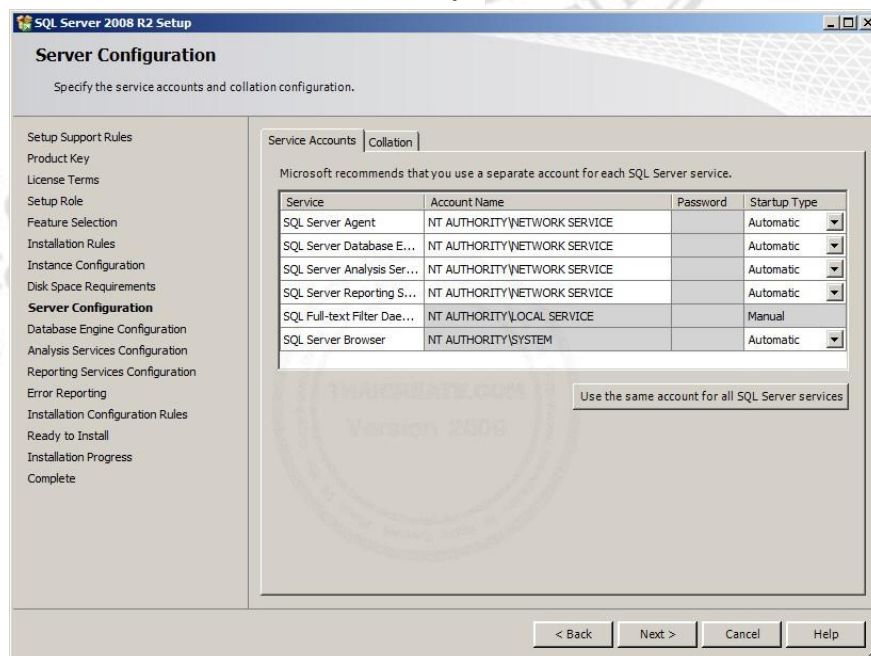 SQL Server 2008 R2 Setup
Server Configuration
Specify the service accounts and collation configuration.
Setup Support Rules
Product Key
License Terms
Setup Role
Feature Selection
Installation Rules
Instance Configuration
Disk Space Requirements
Server Configuration
Database Engine Configuration
Analysis Services Configuration
Reporting Services Configuration
Error Reporting
Installation Configuration Rules
Ready to Install
Installation Progress
Complete
Service Accounts Collation
Microsoft recommends that you use a separate account for each SQL Server service.
Service Account Name Password Startup Type
SQL Server Agent NT AUTHORITY\NETWORK SERVICE Automatic
SQL Server Database E... NT AUTHORITY\NETWORK SERVICE Automatic
SQL Server Analysis Ser... NT AUTHORITY\NETWORK SERVICE Automatic
SQL Server Reporting S... NT AUTHORITY\NETWORK SERVICE Automatic
SQL Full-text Filter Dae... NT AUTHORITY\LOCAL SERVICE Manual
SQL Server Browser NT AUTHORITY\SYSTEM Automatic
Use the same account for all SQL Server services
THAICREATE.COM
Version 2009
< Back Next > Cancel Help